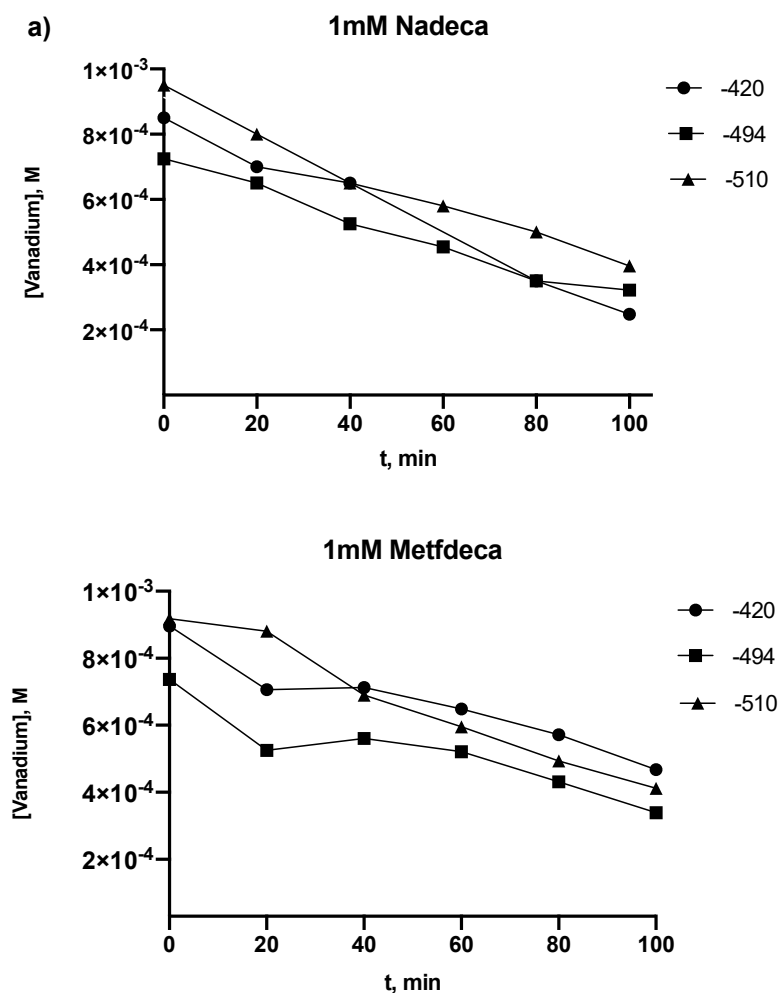 a)
1mM Nadeca
[Vanadium], M
1×10⁻³
8×10⁻⁴
6×10⁻⁴
4×10⁻⁴
2×10⁻⁴
0 20 40 60 80 100
t, min
-420
-494
-510
1mM Metfdeca
[Vanadium], M
1×10⁻³
8×10⁻⁴
6×10⁻⁴
4×10⁻⁴
2×10⁻⁴
0 20 40 60 80 100
t, min
-420
-494
-510